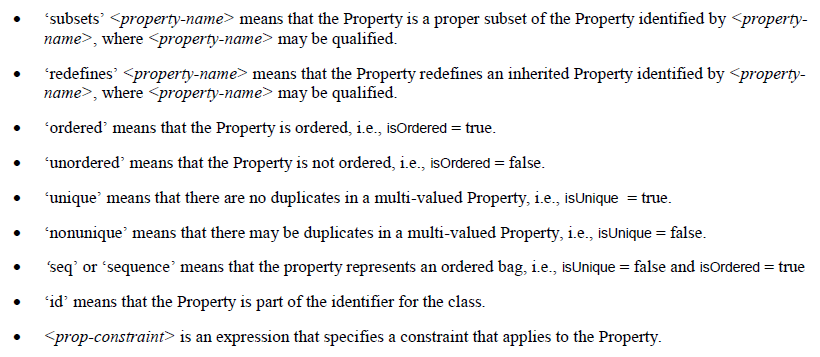 • ‘subsets’ <property-name> means that the Property is a proper subset of the Property identified by <property-
name>, where <property-name> may be qualified.
• ‘redefines’ <property-name> means that the Property redefines an inherited Property identified by <property-
name>, where <property-name> may be qualified.
• ‘ordered’ means that the Property is ordered, i.e., isOrdered = true.
• ‘unordered’ means that the Property is not ordered, i.e., isOrdered = false.
• ‘unique’ means that there are no duplicates in a multi-valued Property, i.e., isUnique = true.
• ‘nonunique’ means that there may be duplicates in a multi-valued Property, i.e., isUnique = false.
• ‘seq’ or ‘sequence’ means that the property represents an ordered bag, i.e., isUnique = false and isOrdered = true
• ‘id’ means that the Property is part of the identifier for the class.
• <prop-constraint> is an expression that specifies a constraint that applies to the Property.